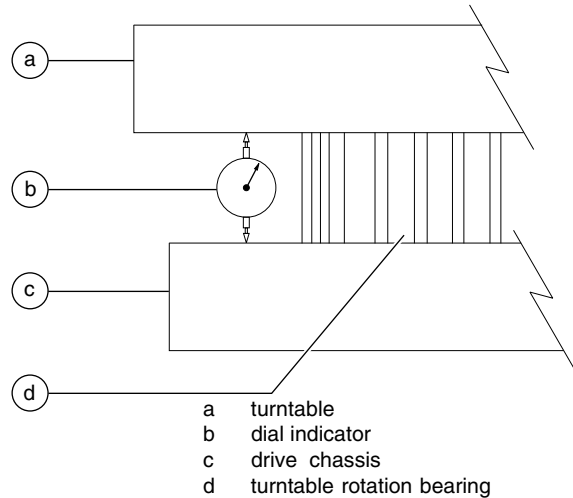 a
b
c
d
a turntable
b dial indicator
c drive chassis
d turntable rotation bearing